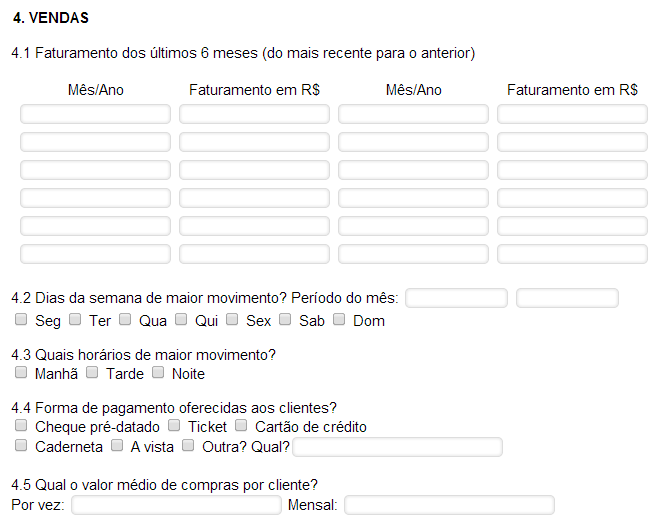 4. VENDAS
4.1 Faturamento dos últimos 6 meses (do mais recente para o anterior)
Mês/Ano Faturamento em R$ Mês/Ano Faturamento em R$
4.2 Dias da semana de maior movimento? Período do mês:
Seg Ter Qua Qui Sex Sab Dom
4.3 Quais horários de maior movimento?
Manhã Tarde Noite
4.4 Forma de pagamento oferecidas aos clientes?
Cheque pré-datado Ticket Cartão de crédito
Caderneta A vista Outra? Qual?
4.5 Qual o valor médio de compras por cliente?
Por vez: Mensal: